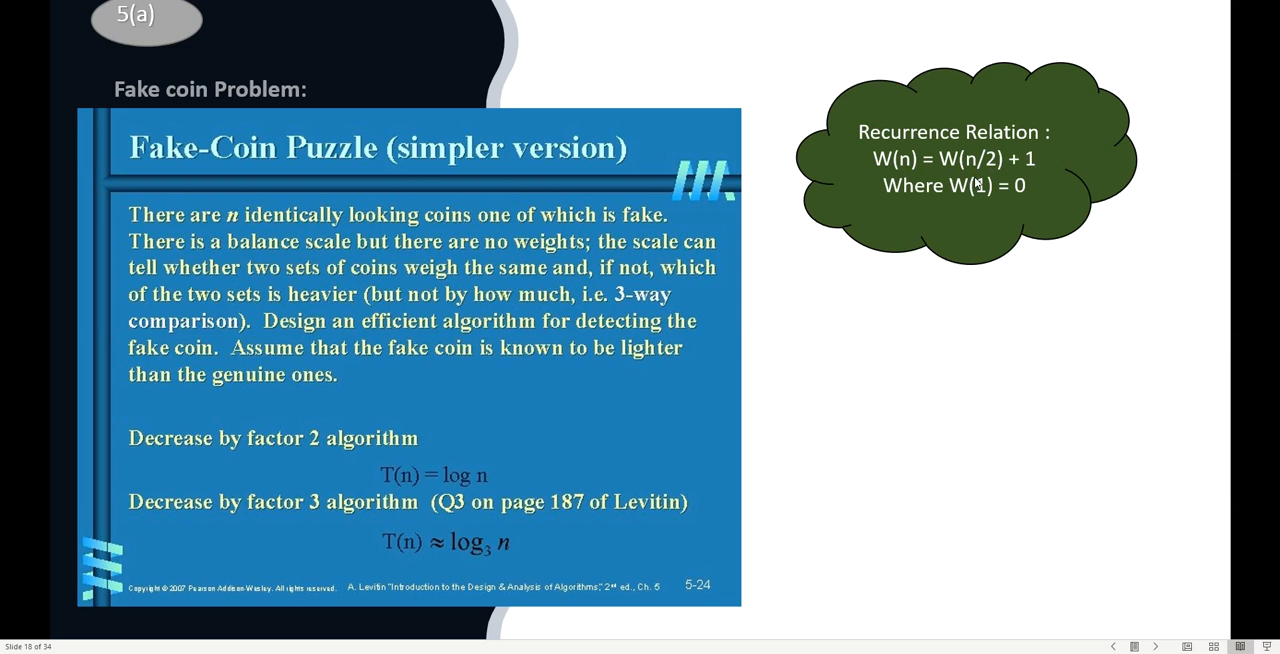 5(a)
Fake coin Problem:
Fake-Coin Puzzle (simpler version)
There are n identically looking coins one of which is fake.
There is a balance scale but there are no weights; the scale can
tell whether two sets of coins weigh the same and, if not, which
of the two sets is heavier (but not by how much, i.e. 3-way
comparison). Design an efficient algorithm for detecting the
fake coin. Assume that the fake coin is known to be lighter
than the genuine ones.
Decrease by factor 2 algorithm
T(n) = log n
Decrease by factor 3 algorithm (Q3 on page 187 of Levitin)
T(n) ≈ log₃ n
Copyright © 2007 Pearson Addison-Wesley. All rights reserved. A. Levitin "Introduction to the Design & Analysis of Algorithms," 2nd ed., Ch. 5 5-24
Recurrence Relation :
W(n) = W(n/2) + 1
Where W(1) = 0
Slide 18 of 34